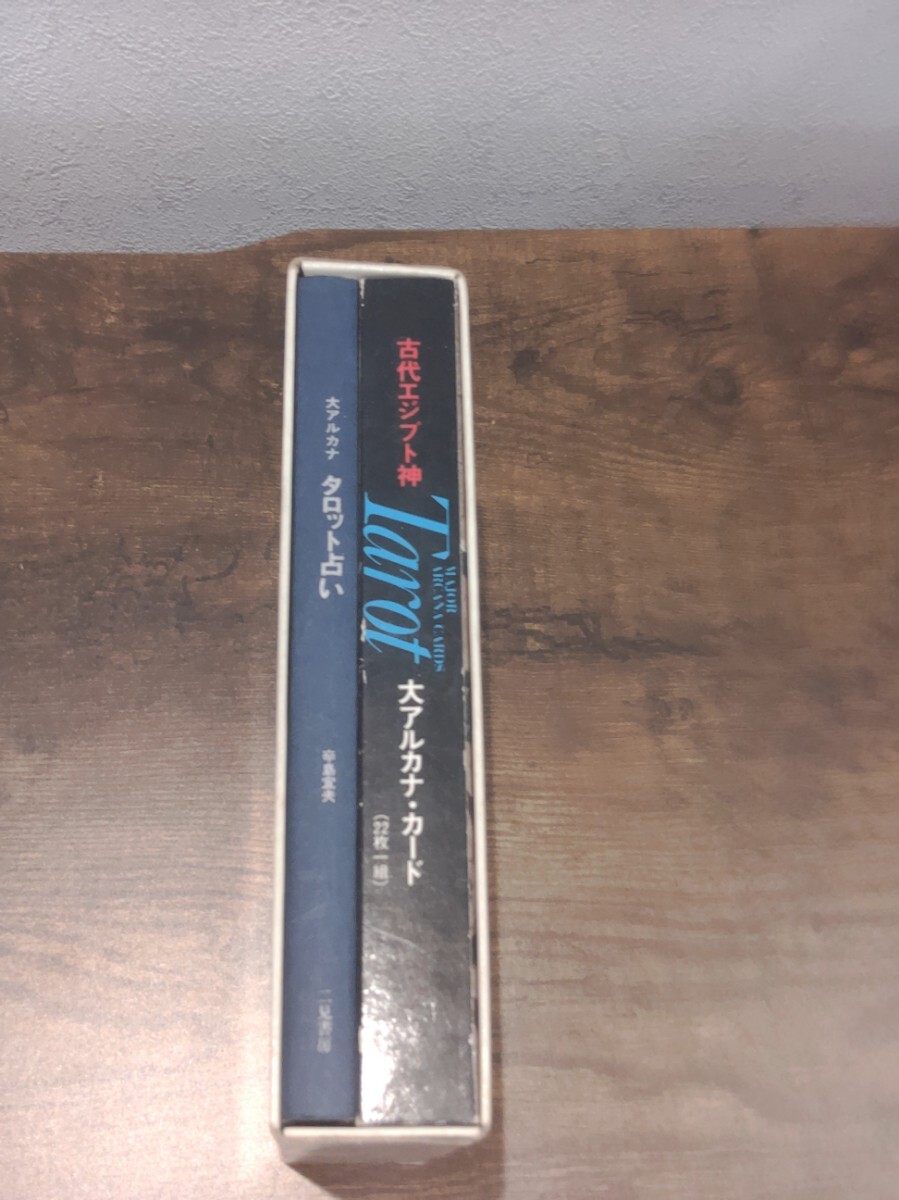 大アルカナ
タロット占い
辛島宜夫
二見書房
古代エジプト神
Tarot
MAJOR
ARCANA CARDS
大アルカナ・カード
(22枚一組)